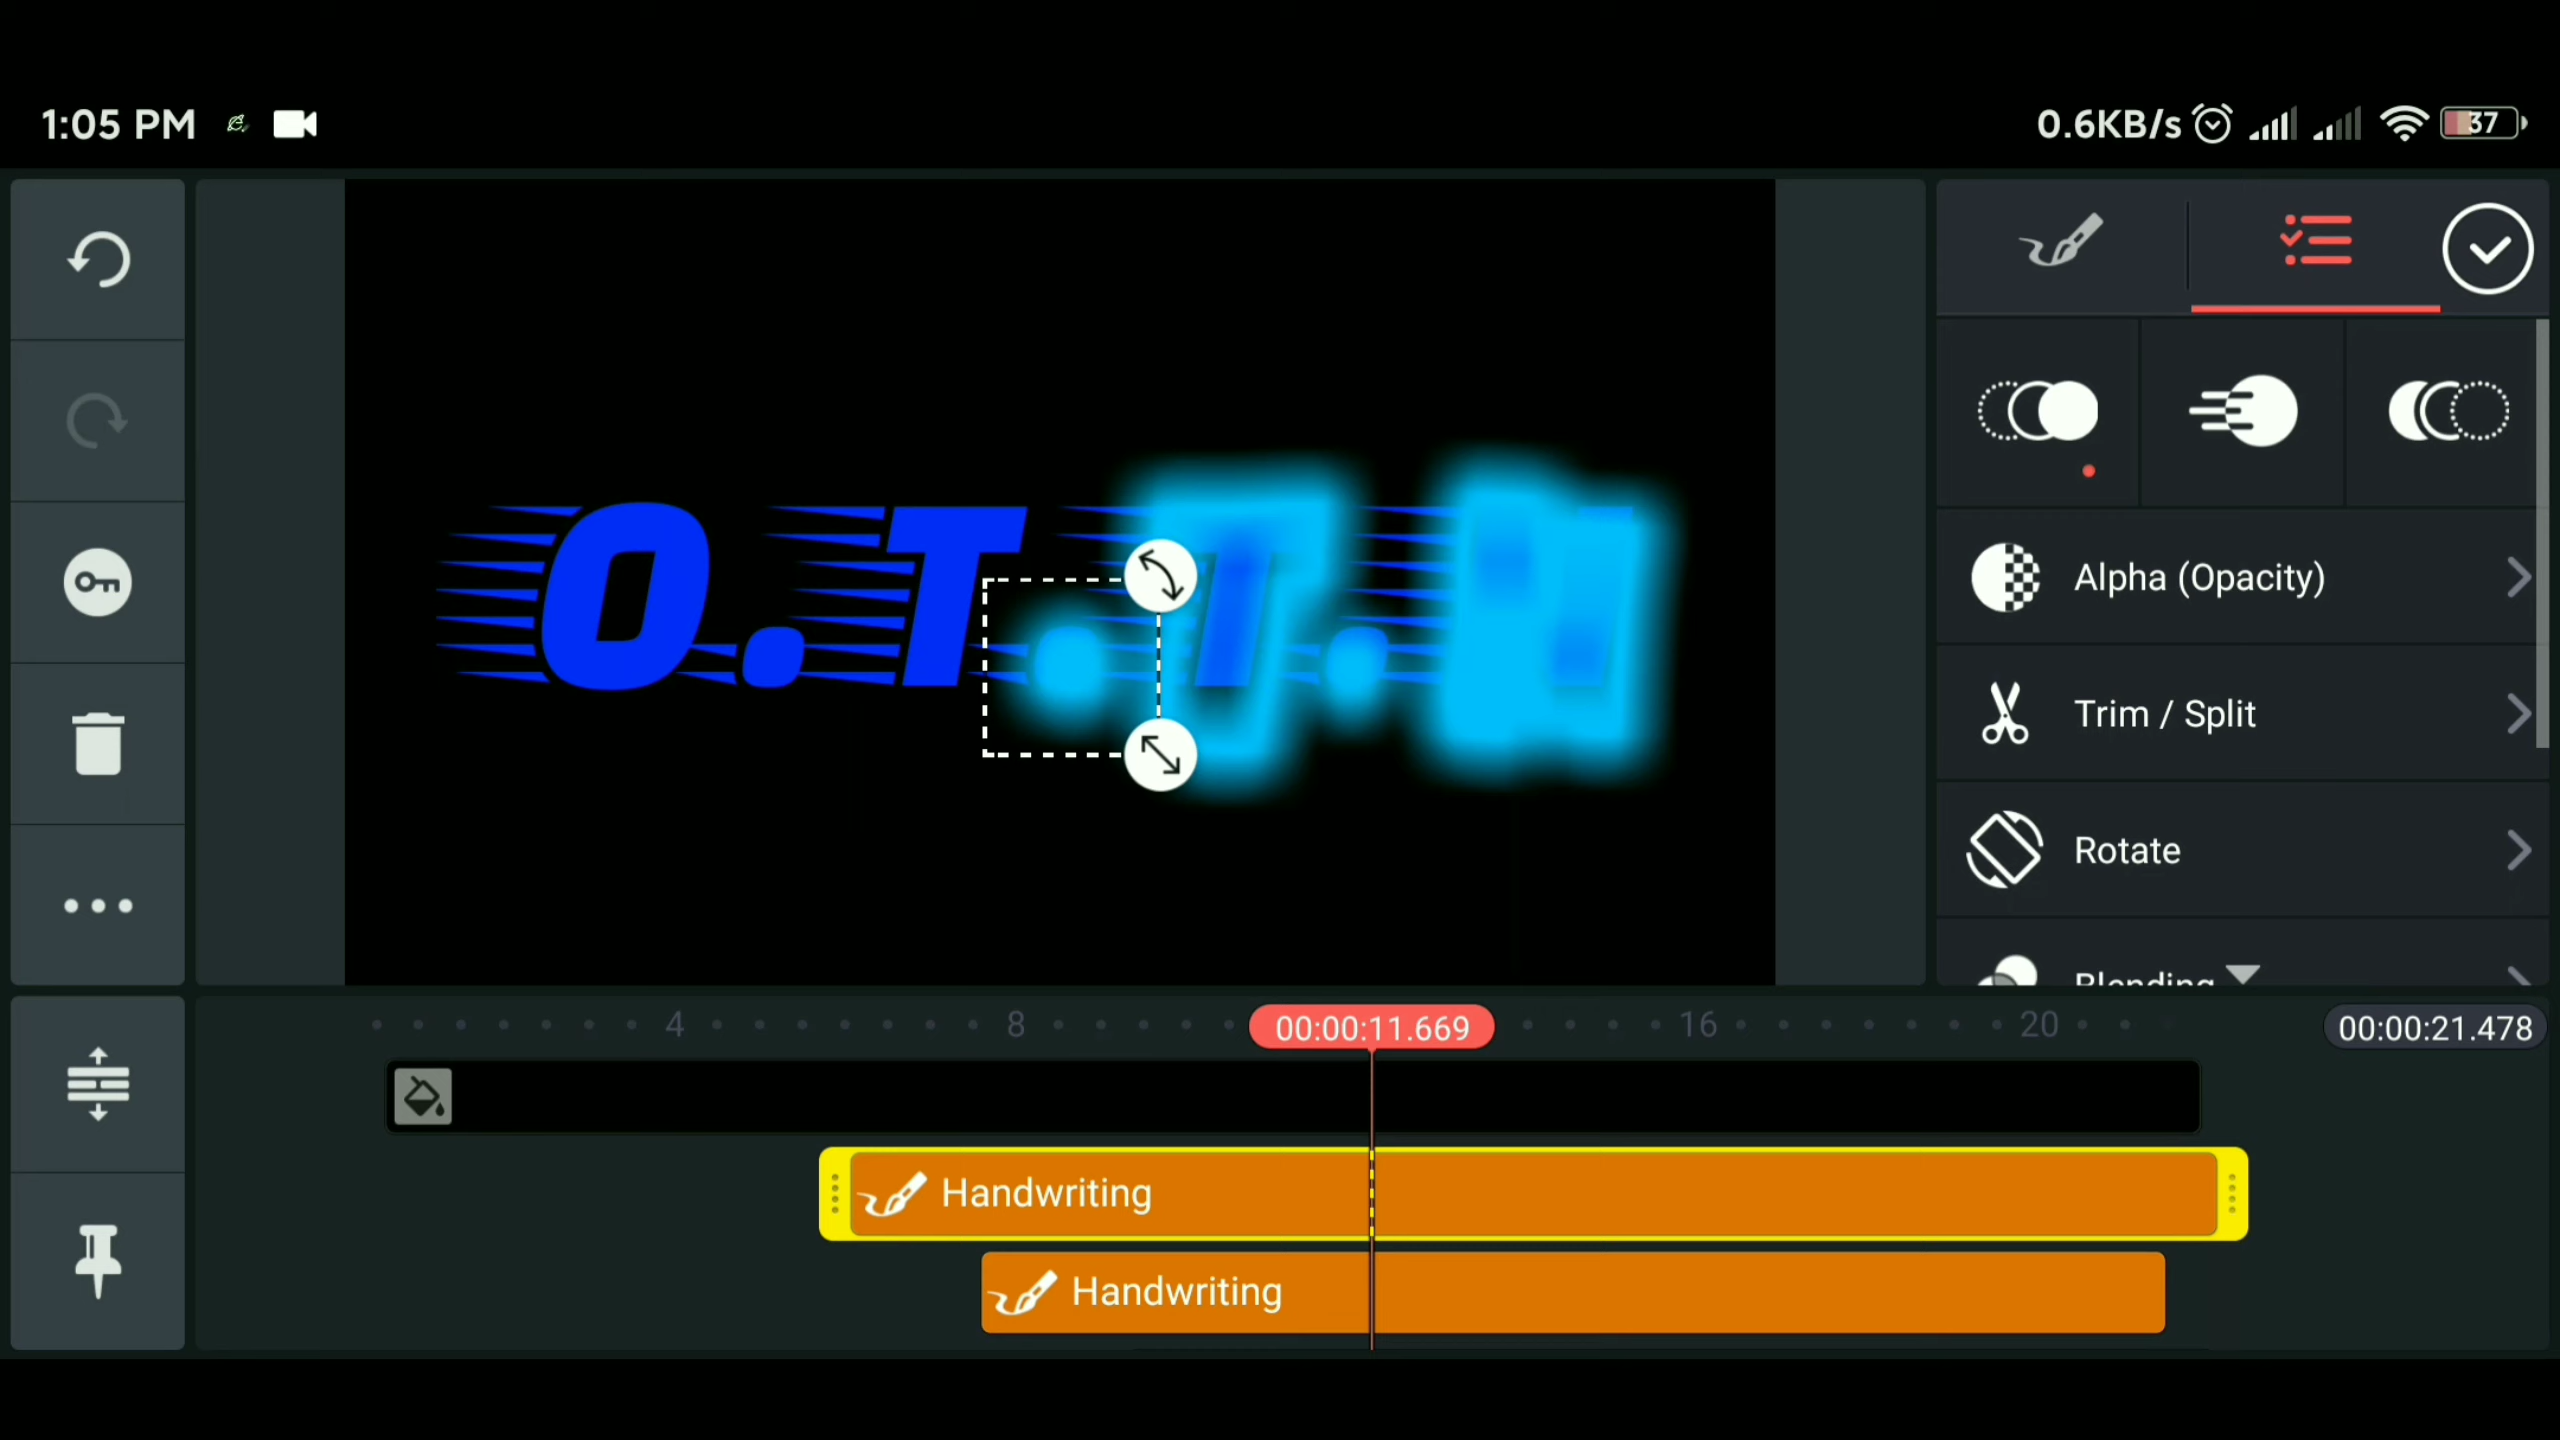 1:05 PM
0.6KB/s
37
O.T.T.
Alpha (Opacity)
Trim / Split
Rotate
Blending
4
8
00:00:11.669
16
20
00:00:21.478
Handwriting
Handwriting